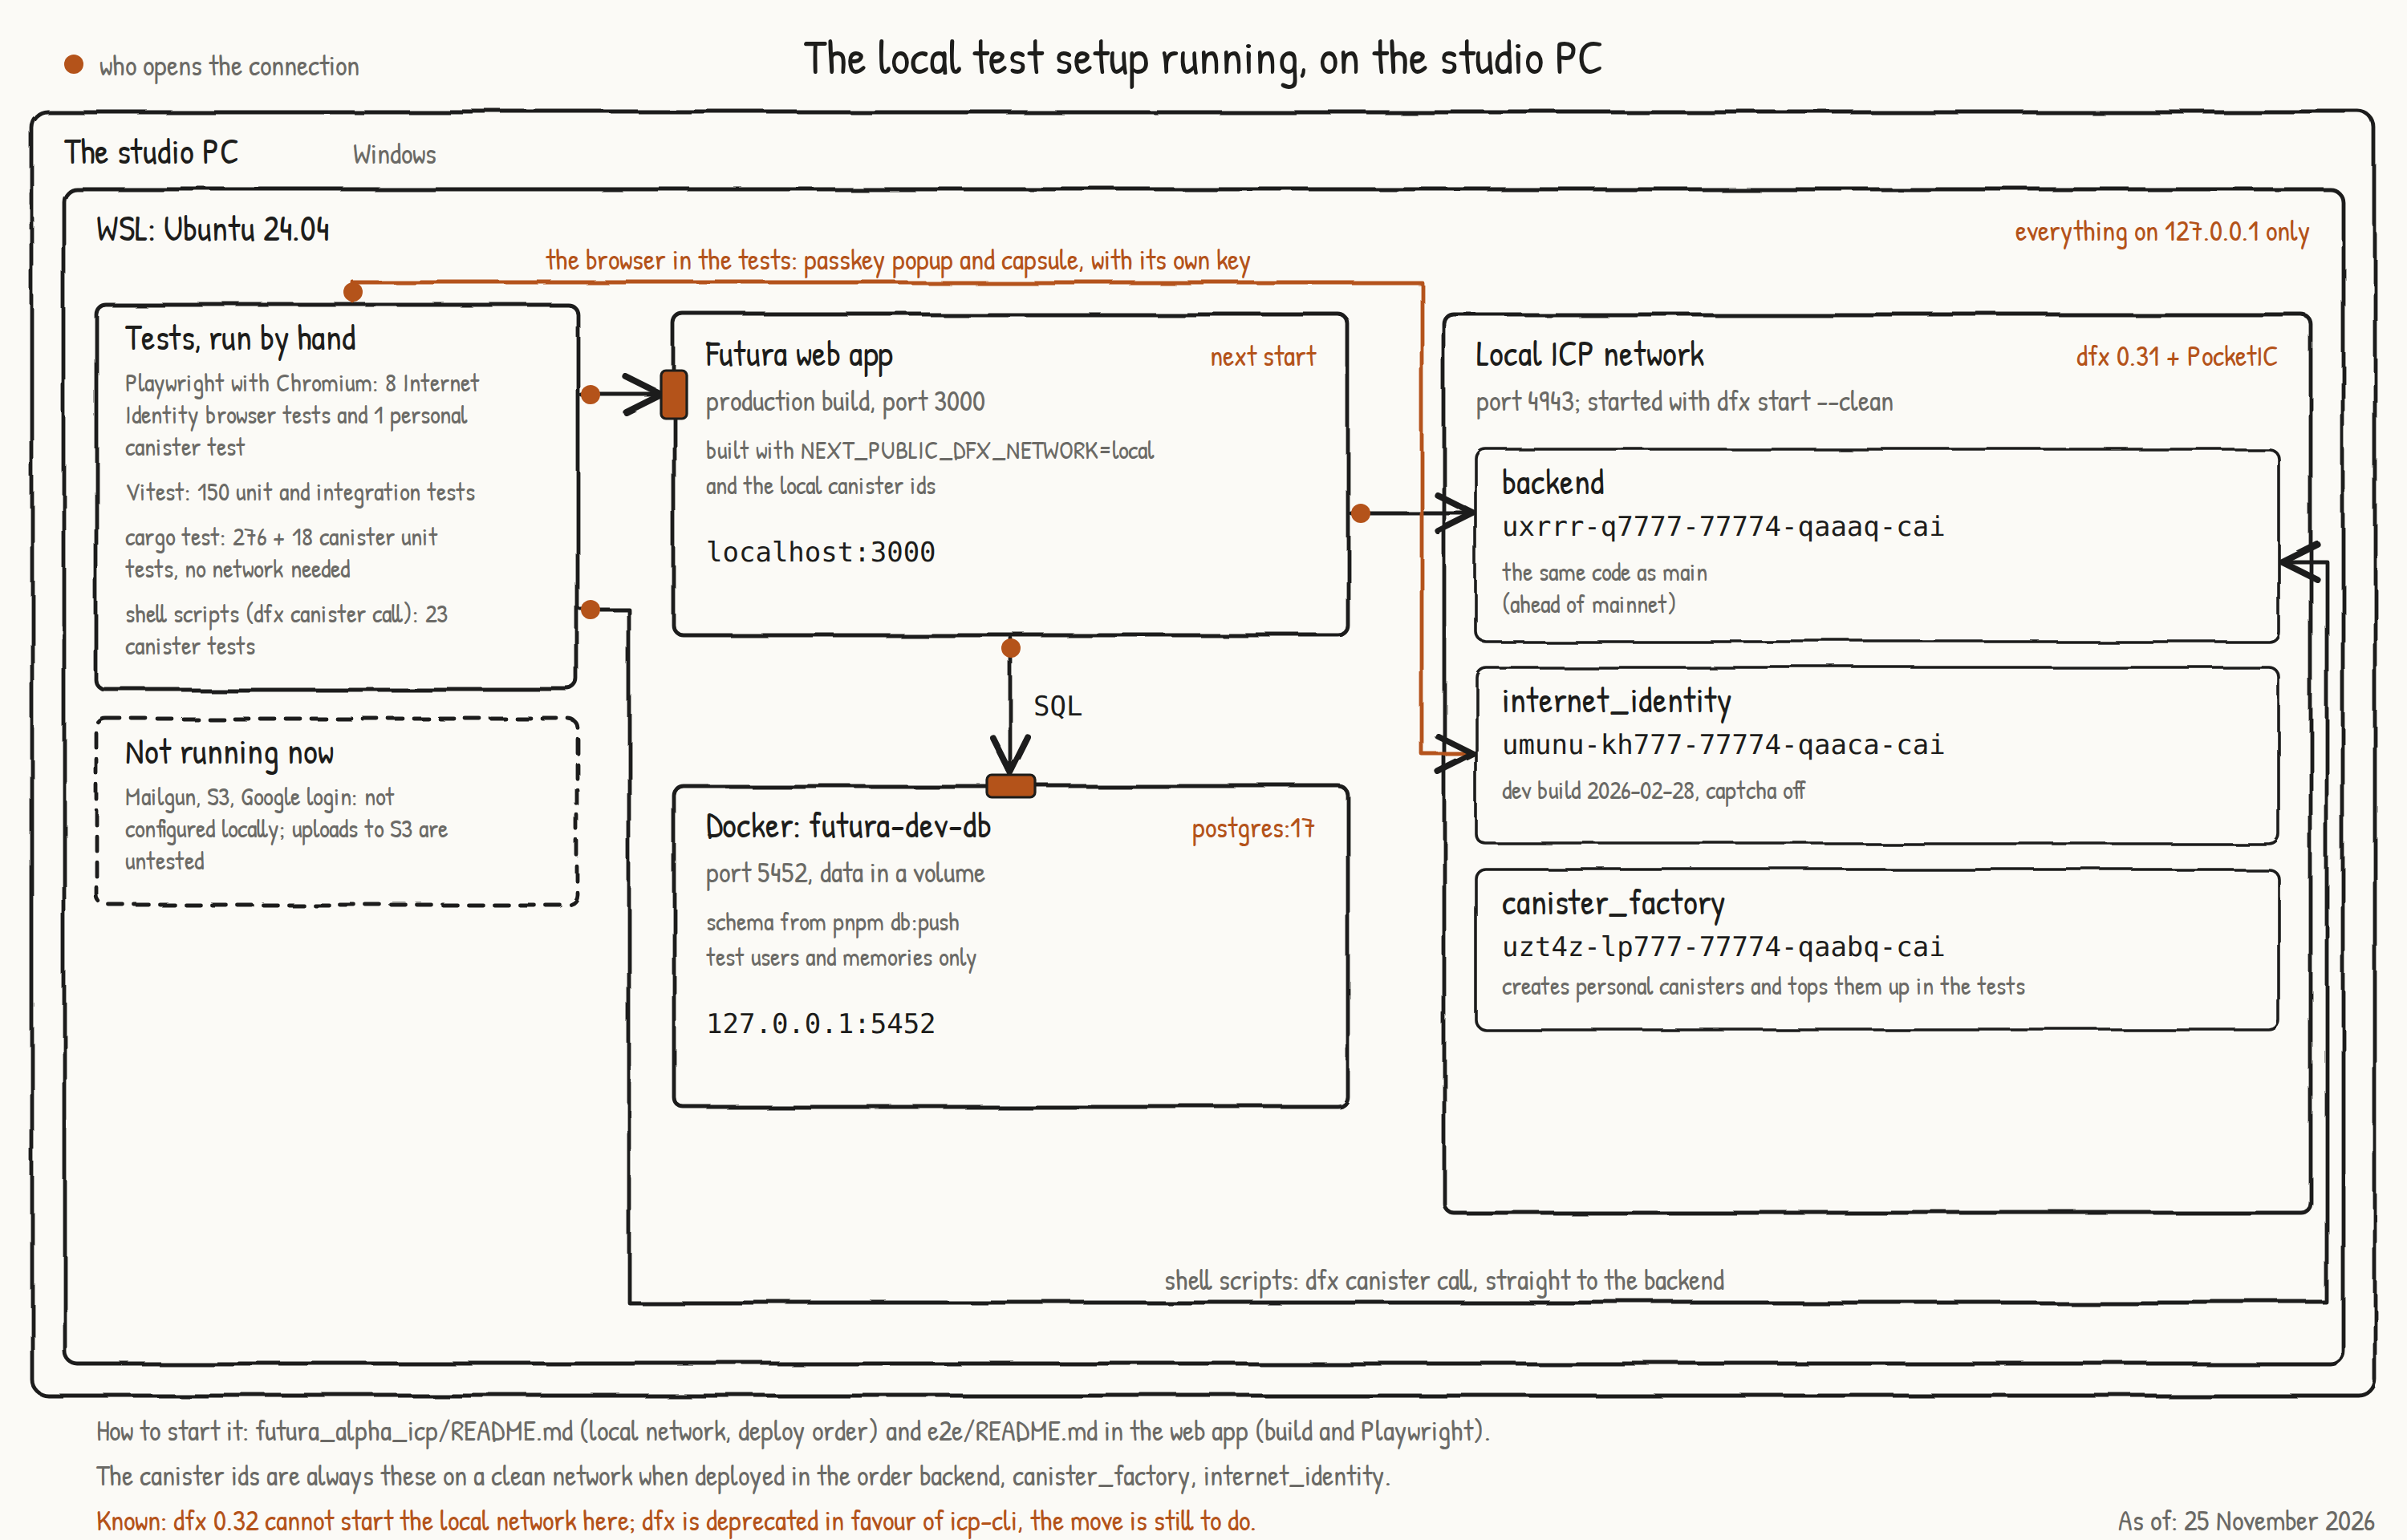 who opens the connection
The local test setup running, on the studio PC
The studio PC
Windows
WSL: Ubuntu 24.04
everything on 127.0.0.1 only
the browser in the tests: passkey popup and capsule, with its own key
Tests, run by hand
Playwright with Chromium: 8 Internet
Identity browser tests and 1 personal
canister test
Vitest: 150 unit and integration tests
cargo test: 276 + 18 canister unit
tests, no network needed
shell scripts (dfx canister call): 23
canister tests
Not running now
Mailgun, S3, Google login: not
configured locally; uploads to S3 are
untested
Futura web app
next start
production build, port 3000
built with NEXT_PUBLIC_DFX_NETWORK=local
and the local canister ids
localhost:3000
SQL
Docker: futura-dev-db
postgres:17
port 5452, data in a volume
schema from pnpm db:push
test users and memories only
127.0.0.1:5452
Local ICP network
dfx 0.31 + PocketIC
port 4943; started with dfx start --clean
backend
uxrrr-q7777-77774-qaaaq-cai
the same code as main
(ahead of mainnet)
internet_identity
umunu-kh777-77774-qaaca-cai
dev build 2026-02-28, captcha off
canister_factory
uzt4z-lp777-77774-qaabq-cai
creates personal canisters and tops them up in the tests
shell scripts: dfx canister call, straight to the backend
How to start it: futura_alpha_icp/README.md (local network, deploy order) and e2e/README.md in the web app (build and Playwright).
The canister ids are always these on a clean network when deployed in the order backend, canister_factory, internet_identity.
Known: dfx 0.32 cannot start the local network here; dfx is deprecated in favour of icp-cli, the move is still to do.
As of: 25 November 2026